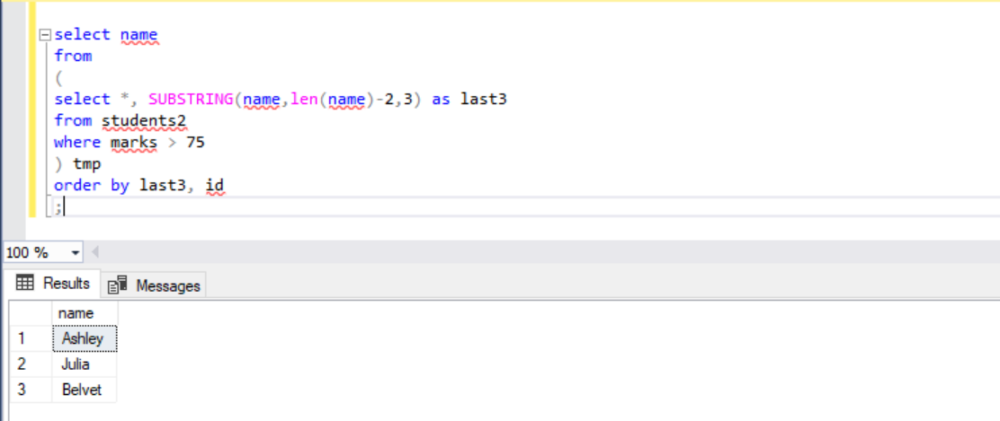 select name
from
(
select *, SUBSTRING(name,len(name)-2,3) as last3
from students2
where marks > 75
) tmp
order by last3, id
;
100 %
Results Messages
name
1 Ashley
2 Julia
3 Belvet